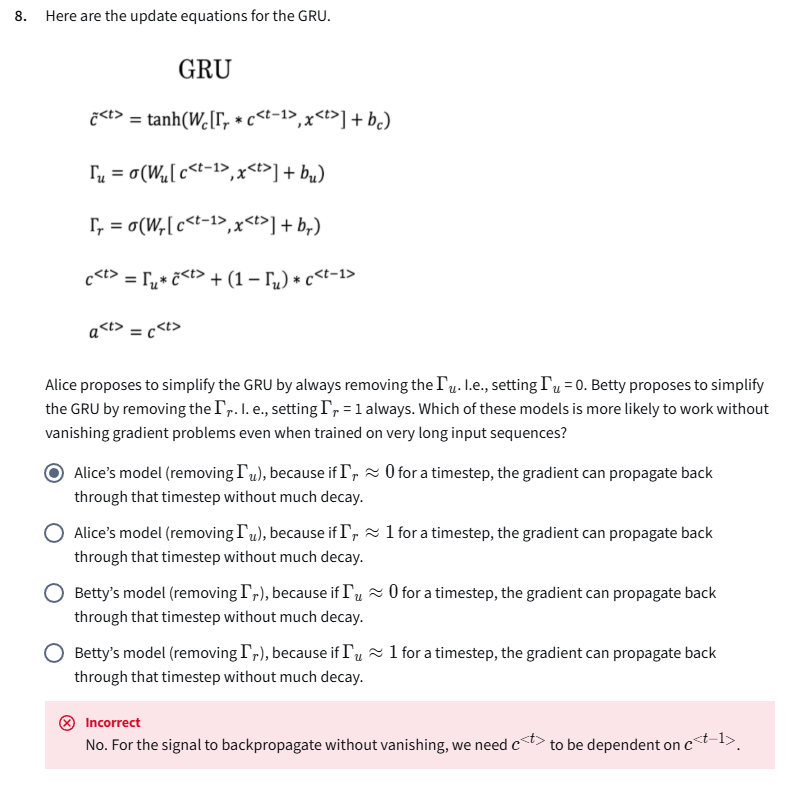 8. Here are the update equations for the GRU.
GRU
c̃<t> = tanh(Wc[Γr ∗ c<t−1>, x<t>] + bc)
Γu = σ(Wu[ c<t−1>, x<t>] + bu)
Γr = σ(Wr[ c<t−1>, x<t>] + br)
c<t> = Γu ∗ c̃<t> + (1 − Γu) ∗ c<t−1>
a<t> = c<t>
Alice proposes to simplify the GRU by always removing the Γu. I.e., setting Γu = 0. Betty proposes to simplify
the GRU by removing the Γr. I. e., setting Γr = 1 always. Which of these models is more likely to work without
vanishing gradient problems even when trained on very long input sequences?
Alice’s model (removing Γu), because if Γr ≈ 0 for a timestep, the gradient can propagate back
through that timestep without much decay.
Alice’s model (removing Γu), because if Γr ≈ 1 for a timestep, the gradient can propagate back
through that timestep without much decay.
Betty’s model (removing Γr), because if Γu ≈ 0 for a timestep, the gradient can propagate back
through that timestep without much decay.
Betty’s model (removing Γr), because if Γu ≈ 1 for a timestep, the gradient can propagate back
through that timestep without much decay.
Incorrect
No. For the signal to backpropagate without vanishing, we need c<t> to be dependent on c<t−1>.